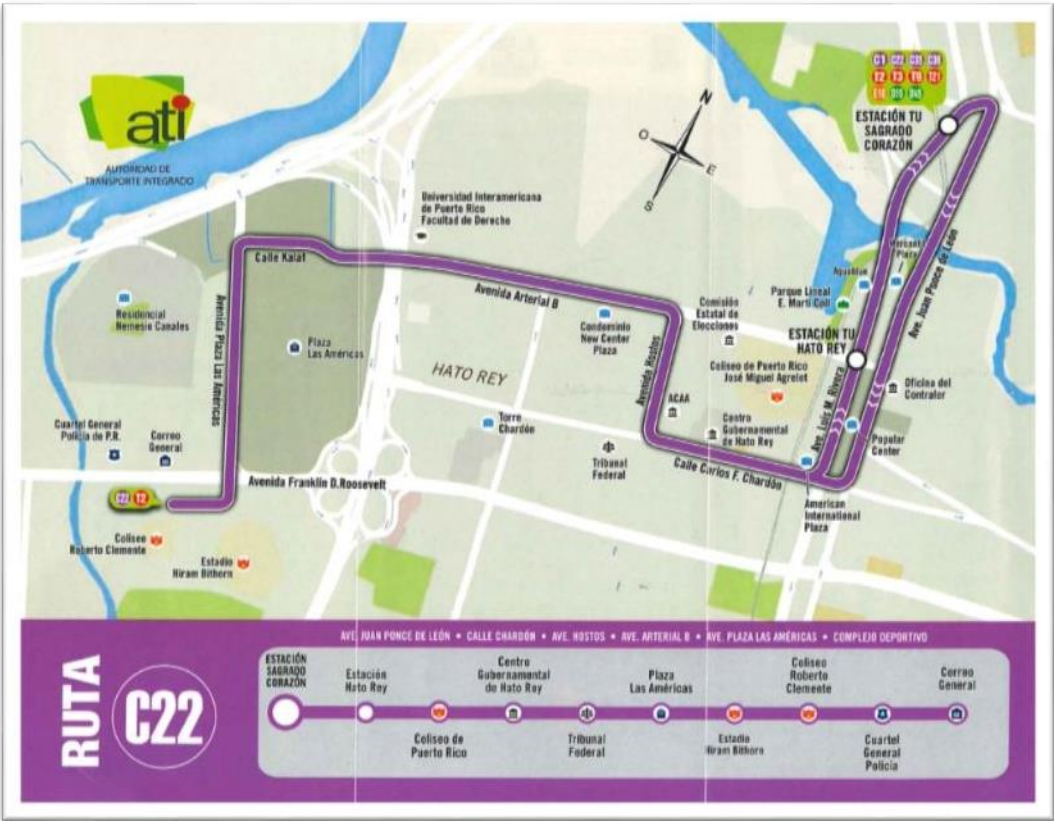 ati
AUTORIDAD DE
TRANSPORTE INTEGRADO
N
O
E
S
C1
E2 T3 T9 T21
ESTACIÓN TU
SAGRADO
CORAZÓN
Universidad Interamericana
de Puerto Rico
Facultad de Derecho
Calle Kalaf
Avenida Arterial B
Avenida Plaza Las Américas
Residencial
Nemesio Canales
Plaza
Las Américas
HATO REY
Condominio
New Center
Plaza
Comisión
Estatal de
Elecciones
Avenida Hostos
Parque Lineal
E. Martí Coll
Aquablue
Plaza
Ave. Juan Ponce de León
ESTACIÓN TU
HATO REY
Coliseo de Puerto Rico
José Miguel Agrelot
Ave. Luis M. Rivera
Oficina del
Contralor
ACAA
Centro
Gubernamental
de Hato Rey
Popular
Center
Torre
Chardón
Tribunal
Federal
Calle Carlos F. Chardón
American
International
Plaza
Cuartel General
Policía de P.R.
Correo
General
Avenida Franklin D.Roosevelt
C22 T2
Coliseo
Roberto Clemente
Estadio
Hiram Bithorn
AVE. JUAN PONCE DE LEÓN • CALLE CHARDÓN • AVE. HOSTOS • AVE. ARTERIAL B • AVE. PLAZA LAS AMÉRICAS • COMPLEJO DEPORTIVO
RUTA
C22
ESTACIÓN
SAGRADO
CORAZÓN
Estación
Hato Rey
Coliseo de
Puerto Rico
Centro
Gubernamental
de Hato Rey
Tribunal
Federal
Plaza
Las Américas
Estadio
Hiram Bithorn
Coliseo
Roberto
Clemente
Cuartel
General
Policía
Correo
General